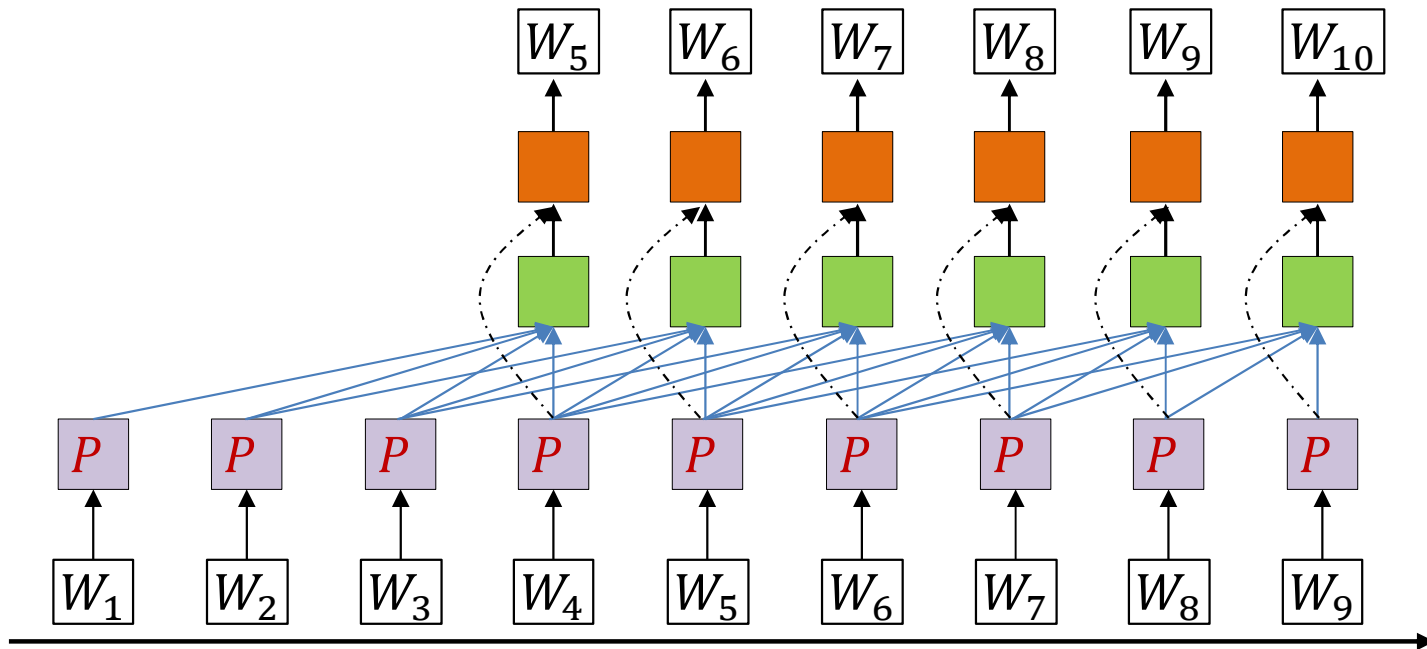 W₅ W₆ W₇ W₈ W₉ W₁₀
P P P P P P P P P
W₁ W₂ W₃ W₄ W₅ W₆ W₇ W₈ W₉